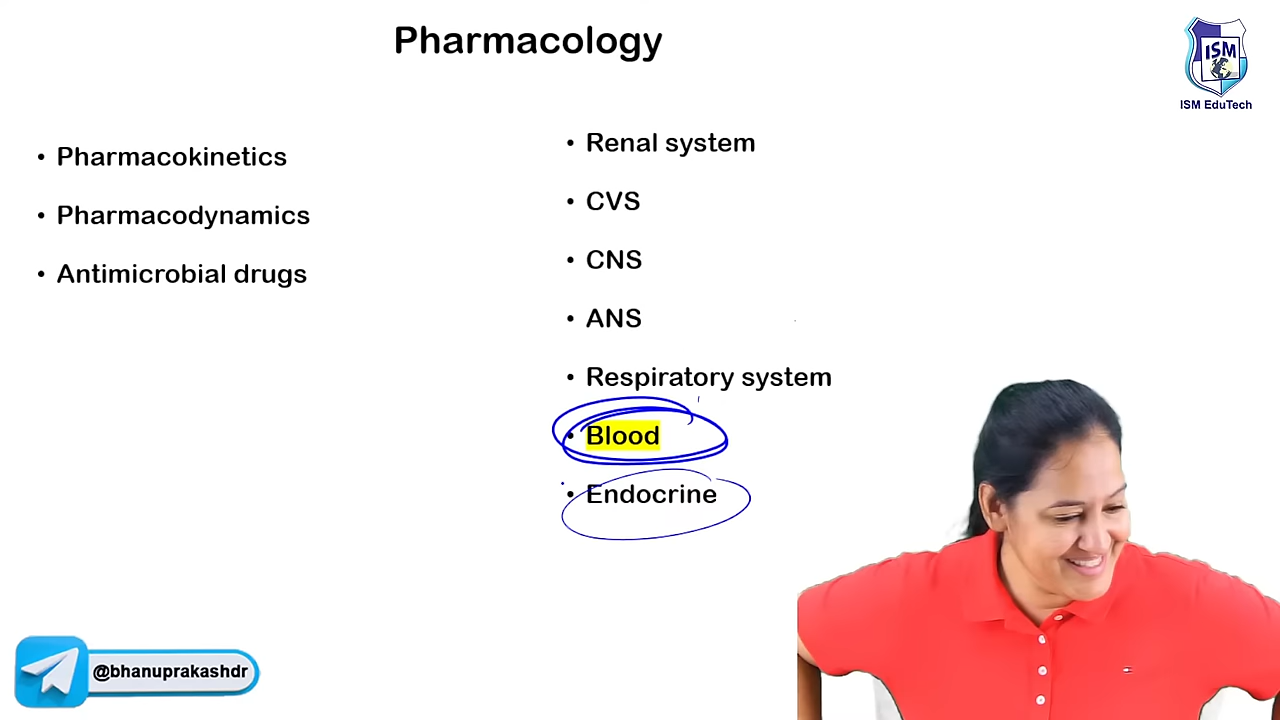 Pharmacology
ISM
ISM EduTech
• Pharmacokinetics
• Pharmacodynamics
• Antimicrobial drugs
• Renal system
• CVS
• CNS
• ANS
• Respiratory system
• Blood
• Endocrine
@bhanuprakashdr